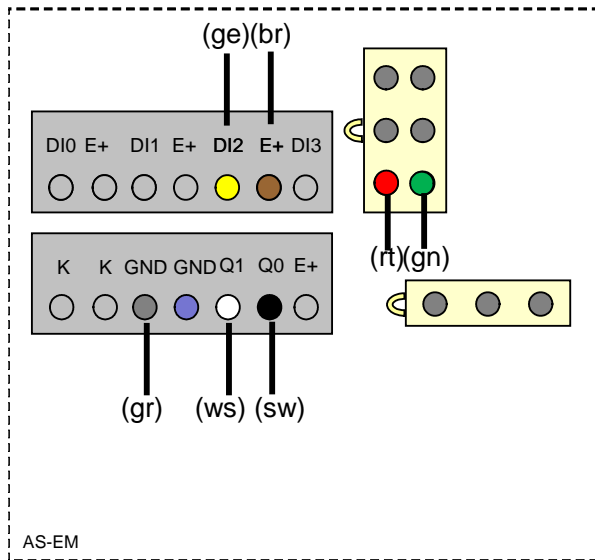 (ge)(br)
DI0 E+ DI1 E+ DI2 E+ DI3
(rt)(gn)
K K GND GND Q1 Q0 E+
(gr) (ws) (sw)
AS-EM